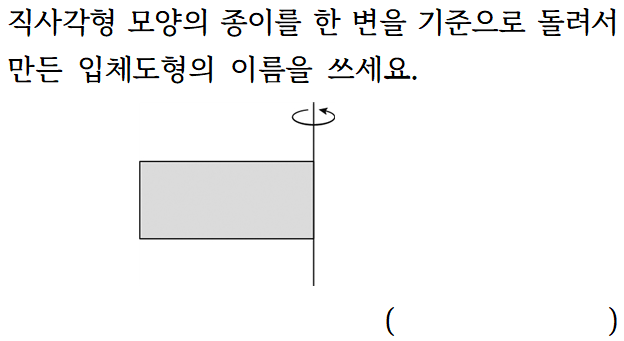 직사각형 모양의 종이를 한 변을 기준으로 돌려서
만든 입체도형의 이름을 쓰세요.
( )